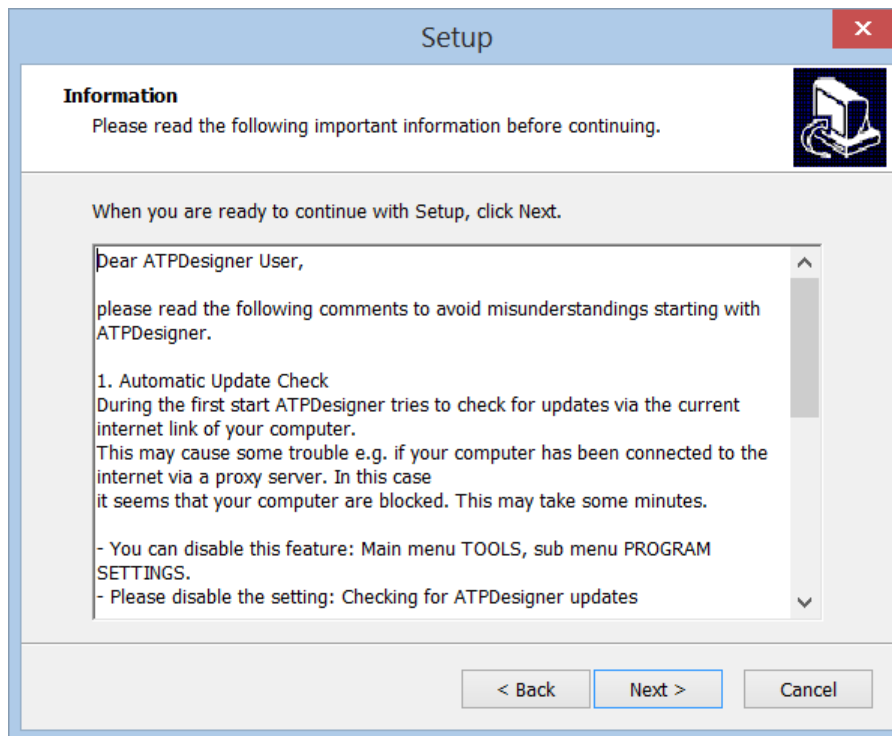 Setup
Information
Please read the following important information before continuing.
When you are ready to continue with Setup, click Next.
Dear ATPDesigner User,
please read the following comments to avoid misunderstandings starting with
ATPDesigner.
1. Automatic Update Check
During the first start ATPDesigner tries to check for updates via the current
internet link of your computer.
This may cause some trouble e.g. if your computer has been connected to the
internet via a proxy server. In this case
it seems that your computer are blocked. This may take some minutes.
- You can disable this feature: Main menu TOOLS, sub menu PROGRAM
SETTINGS.
- Please disable the setting: Checking for ATPDesigner updates
< Back
Next >
Cancel